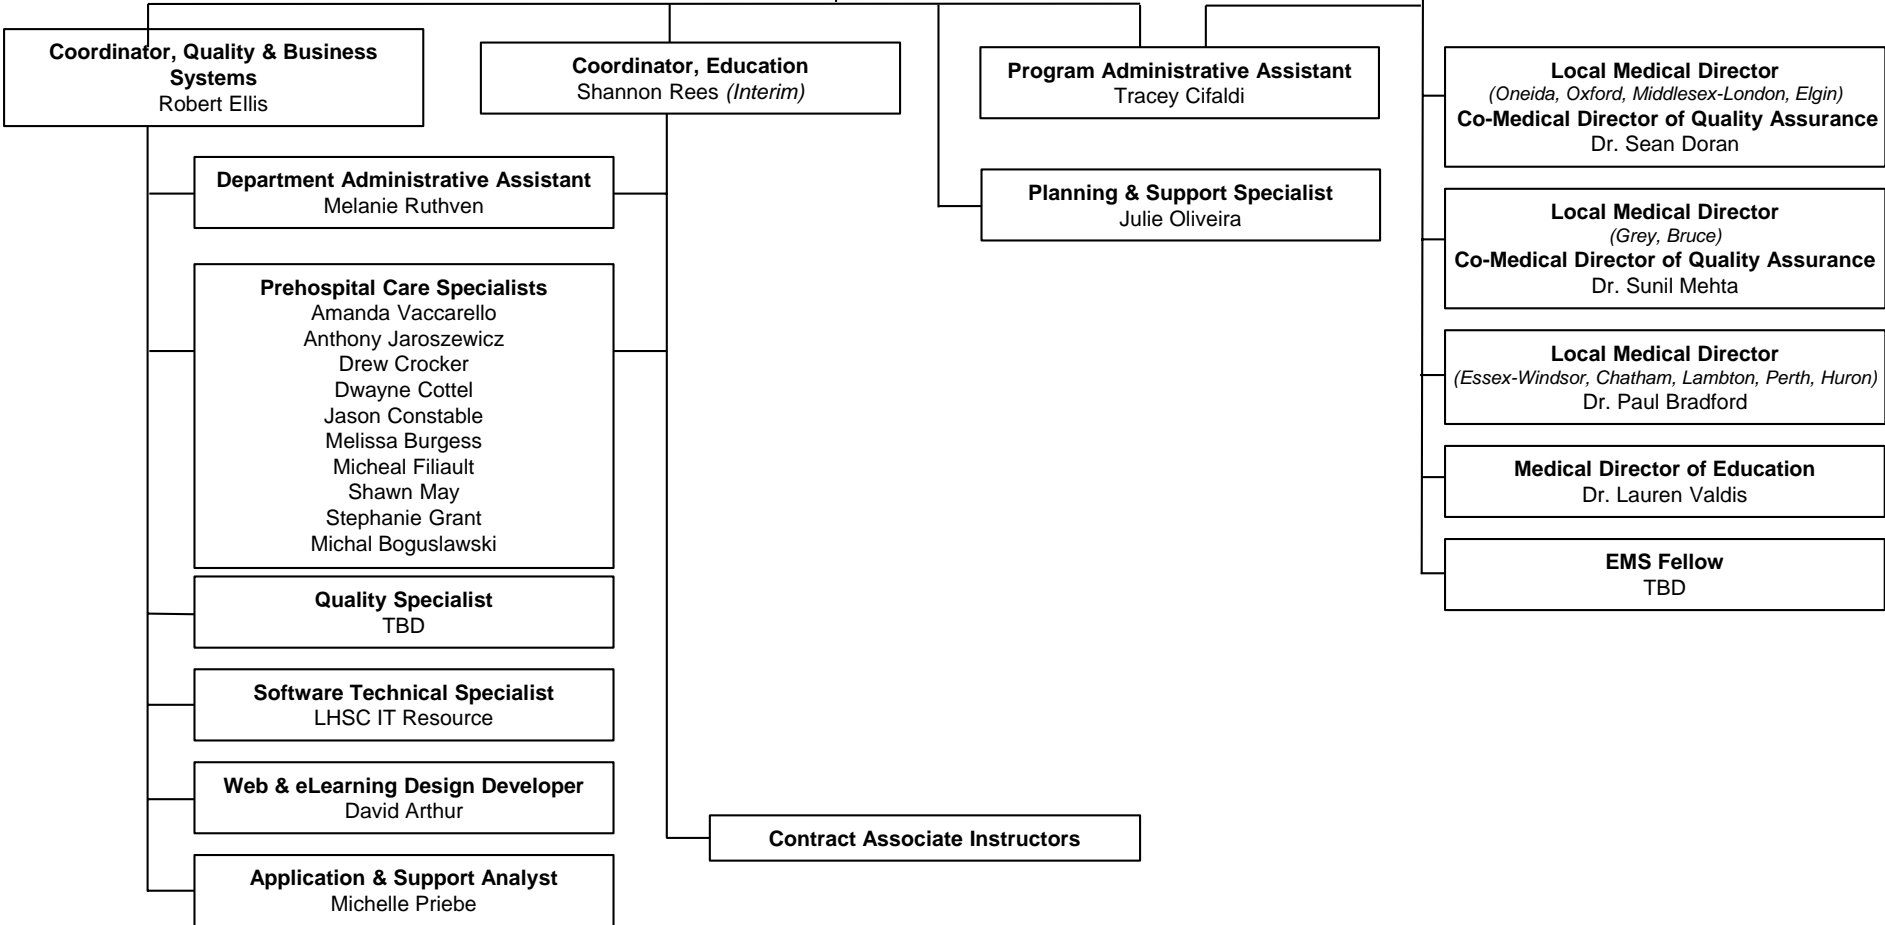 Coordinator, Quality & Business
Systems
Robert Ellis
Coordinator, Education
Shannon Rees (Interim)
Program Administrative Assistant
Tracey Cifaldi
Local Medical Director
(Oneida, Oxford, Middlesex-London, Elgin)
Co-Medical Director of Quality Assurance
Dr. Sean Doran
Department Administrative Assistant
Melanie Ruthven
Planning & Support Specialist
Julie Oliveira
Local Medical Director
(Grey, Bruce)
Co-Medical Director of Quality Assurance
Dr. Sunil Mehta
Prehospital Care Specialists
Amanda Vaccarello
Anthony Jaroszewicz
Drew Crocker
Dwayne Cottel
Jason Constable
Melissa Burgess
Micheal Filiault
Shawn May
Stephanie Grant
Michal Boguslawski
Local Medical Director
(Essex-Windsor, Chatham, Lambton, Perth, Huron)
Dr. Paul Bradford
Medical Director of Education
Dr. Lauren Valdis
EMS Fellow
TBD
Quality Specialist
TBD
Software Technical Specialist
LHSC IT Resource
Web & eLearning Design Developer
David Arthur
Contract Associate Instructors
Application & Support Analyst
Michelle Priebe